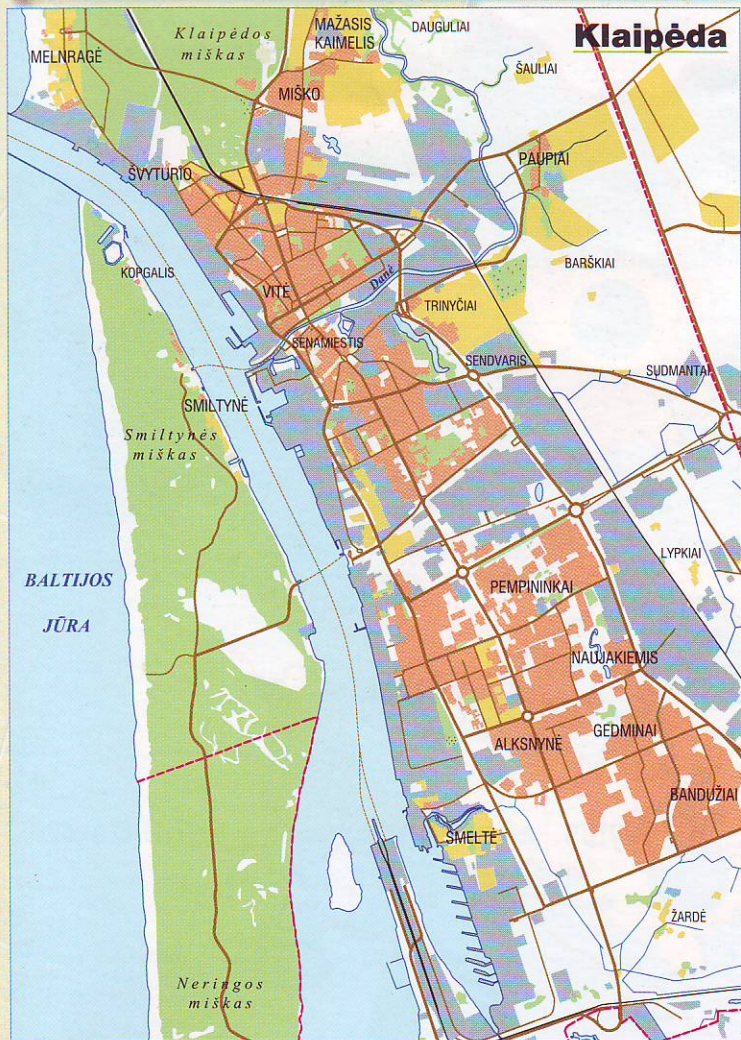 Klaipėda
MELNRAGĖ
Klaipėdos
miškas
MAŽASIS
KAIMELIS
DAUGULIAI
ŠAULIAI
MIŠKO
PAUPIAI
ŠVYTURIO
KOPGALIS
BARŠKIAI
VITĖ
Danė
TRINYČIAI
SENAMIESTIS
SENDVARIS
SUDMANTAI
SMILTYNĖ
Smiltynės
miškas
LYPKIAI
BALTIJOS
JŪRA
PEMPININKAI
NAUJAKIEMIS
ALKSNYNĖ
GEDMINAI
BANDUŽIAI
SMELTĖ
ŽARDĖ
Neringos
miškas